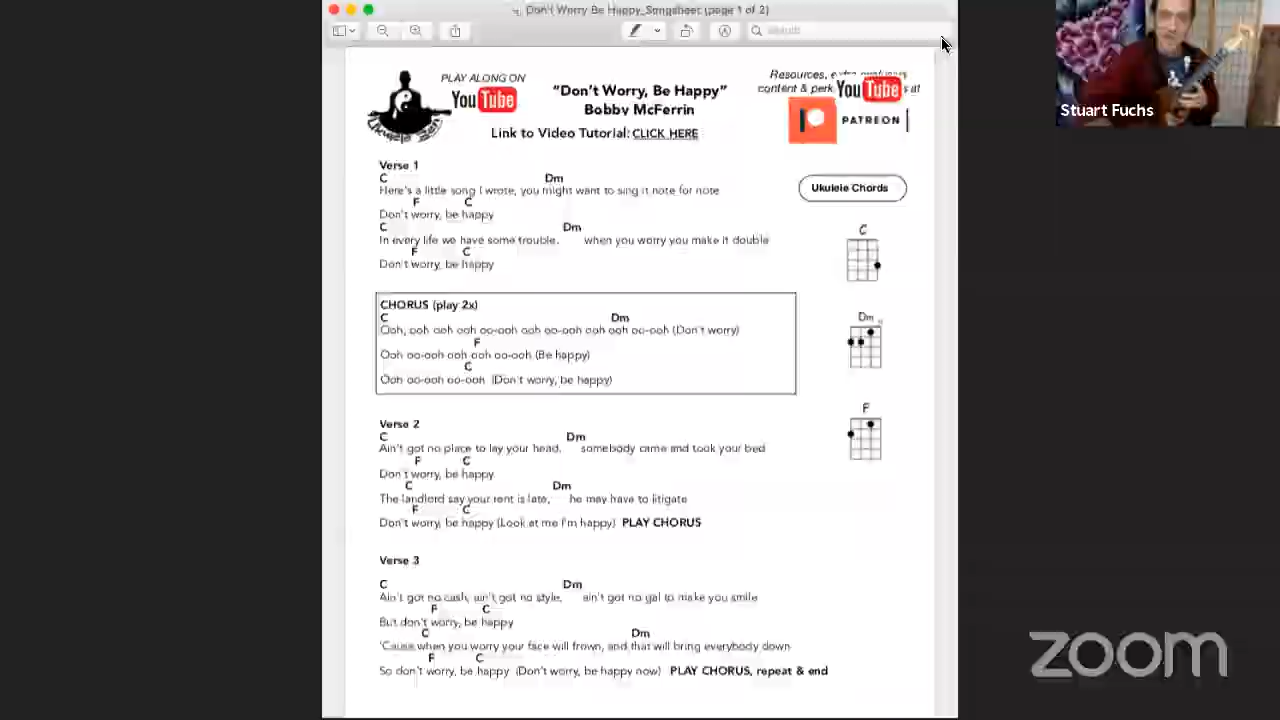 Don't Worry Be Happy_Songsheet (page 1 of 2)
Search
PLAY ALONG ON
YouTube
"Don't Worry, Be Happy"
Bobby McFerrin
Link to Video Tutorial: CLICK HERE
Resources, extra
content & perk at
YouTube
PATREON
Stuart Fuchs
Verse 1
C Dm
Here's a little song I wrote, you might want to sing it note for note
F C
Don't worry, be happy
C Dm
In every life we have some trouble, when you worry you make it double
F C
Don't worry, be happy
CHORUS (play 2x)
C Dm
Ooh, ooh ooh ooh oo-ooh ooh oo-ooh ooh ooh oo-ooh (Don't worry)
F
Ooh oo-ooh ooh ooh oo-ooh (Be happy)
C
Ooh oo-ooh oo-ooh (Don't worry, be happy)
Verse 2
C Dm
Ain't got no place to lay your head, somebody came and took your bed
F C
Don't worry, be happy
C Dm
The landlord say your rent is late, he may have to litigate
F C
Don't worry, be happy (Look at me I'm happy) PLAY CHORUS
Verse 3
C Dm
Ain't got no cash, ain't got no style, ain't got no gal to make you smile
F C
But don't worry, be happy
C Dm
'Cause when you worry your face will frown, and that will bring everybody down
F C
So don't worry, be happy (Don't worry, be happy now) PLAY CHORUS, repeat & end
Ukulele Chords
C
Dm
F
zoom